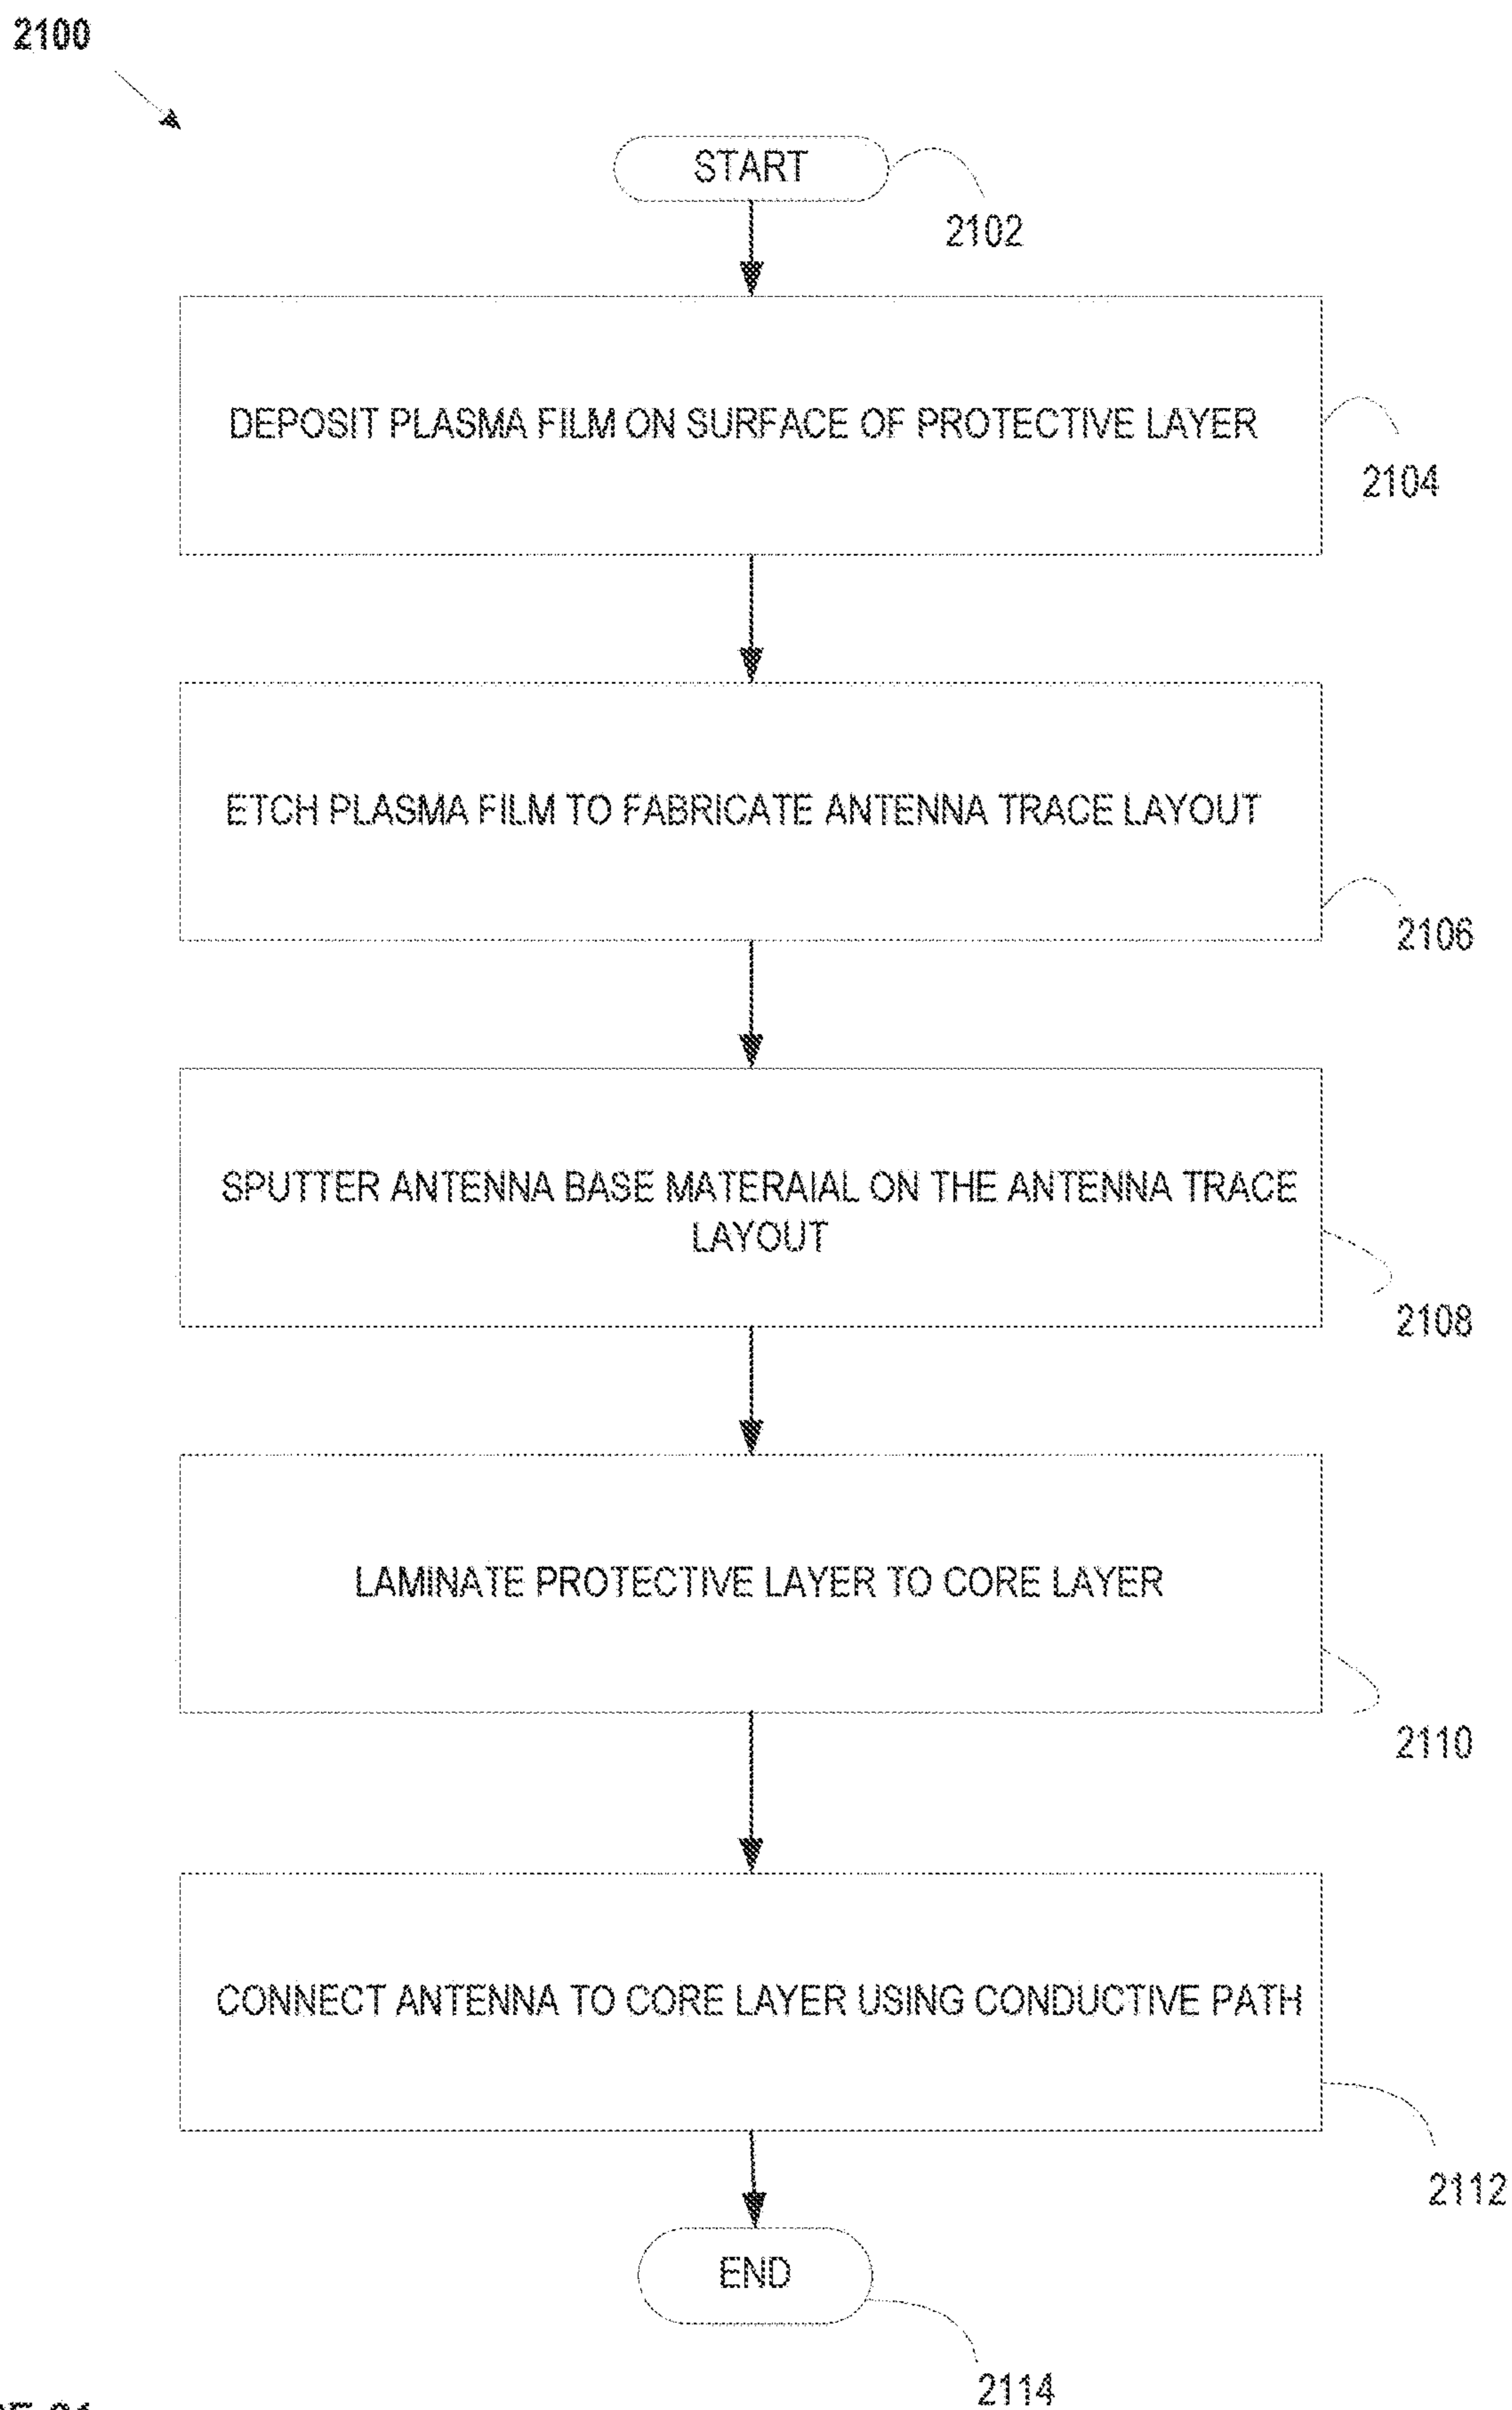 2100
START
2102
DEPOSIT PLASMA FILM ON SURFACE OF PROTECTIVE LAYER
2104
ETCH PLASMA FILM TO FABRICATE ANTENNA TRACE LAYOUT
2106
SPUTTER ANTENNA BASE MATERAIAL ON THE ANTENNA TRACE
LAYOUT
2108
LAMINATE PROTECTIVE LAYER TO CORE LAYER
2110
CONNECT ANTENNA TO CORE LAYER USING CONDUCTIVE PATH
2112
END
2114